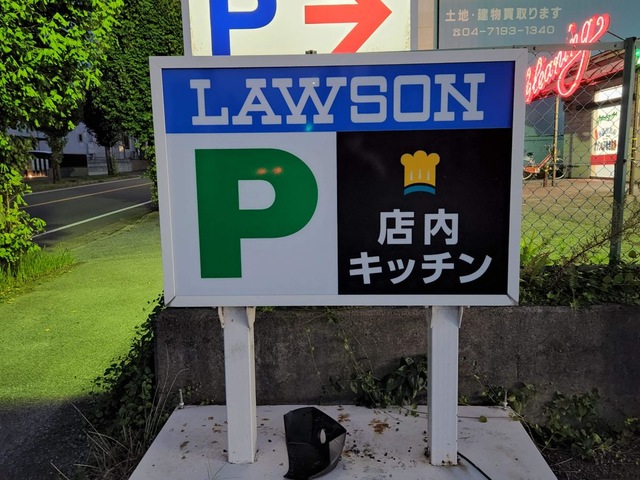 P
土地・建物買取ります
☎04-7193-1340
Cleaning
LAWSON
P
店内
キッチン